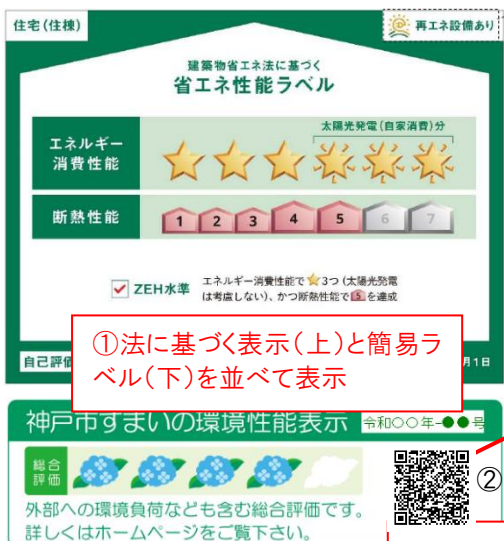 住宅(住棟)
再エネ設備あり
建築物省エネ法に基づく
省エネ性能ラベル
太陽光発電(自家消費)分
エネルギー
消費性能
断熱性能
1 2 3 4 5 6 7
ZEH水準
エネルギー消費性能で⭐3つ(太陽光発電
は考慮しない)、かつ断熱性能で5を達成
①法に基づく表示(上)と簡易ラ
ベル(下)を並べて表示
自己評価
月1日
神戸市すまいの環境性能表示
令和○○年-●●号
総合
評価
②
外部への環境負荷なども含む総合評価です。
詳しくはホームページをご覧下さい。